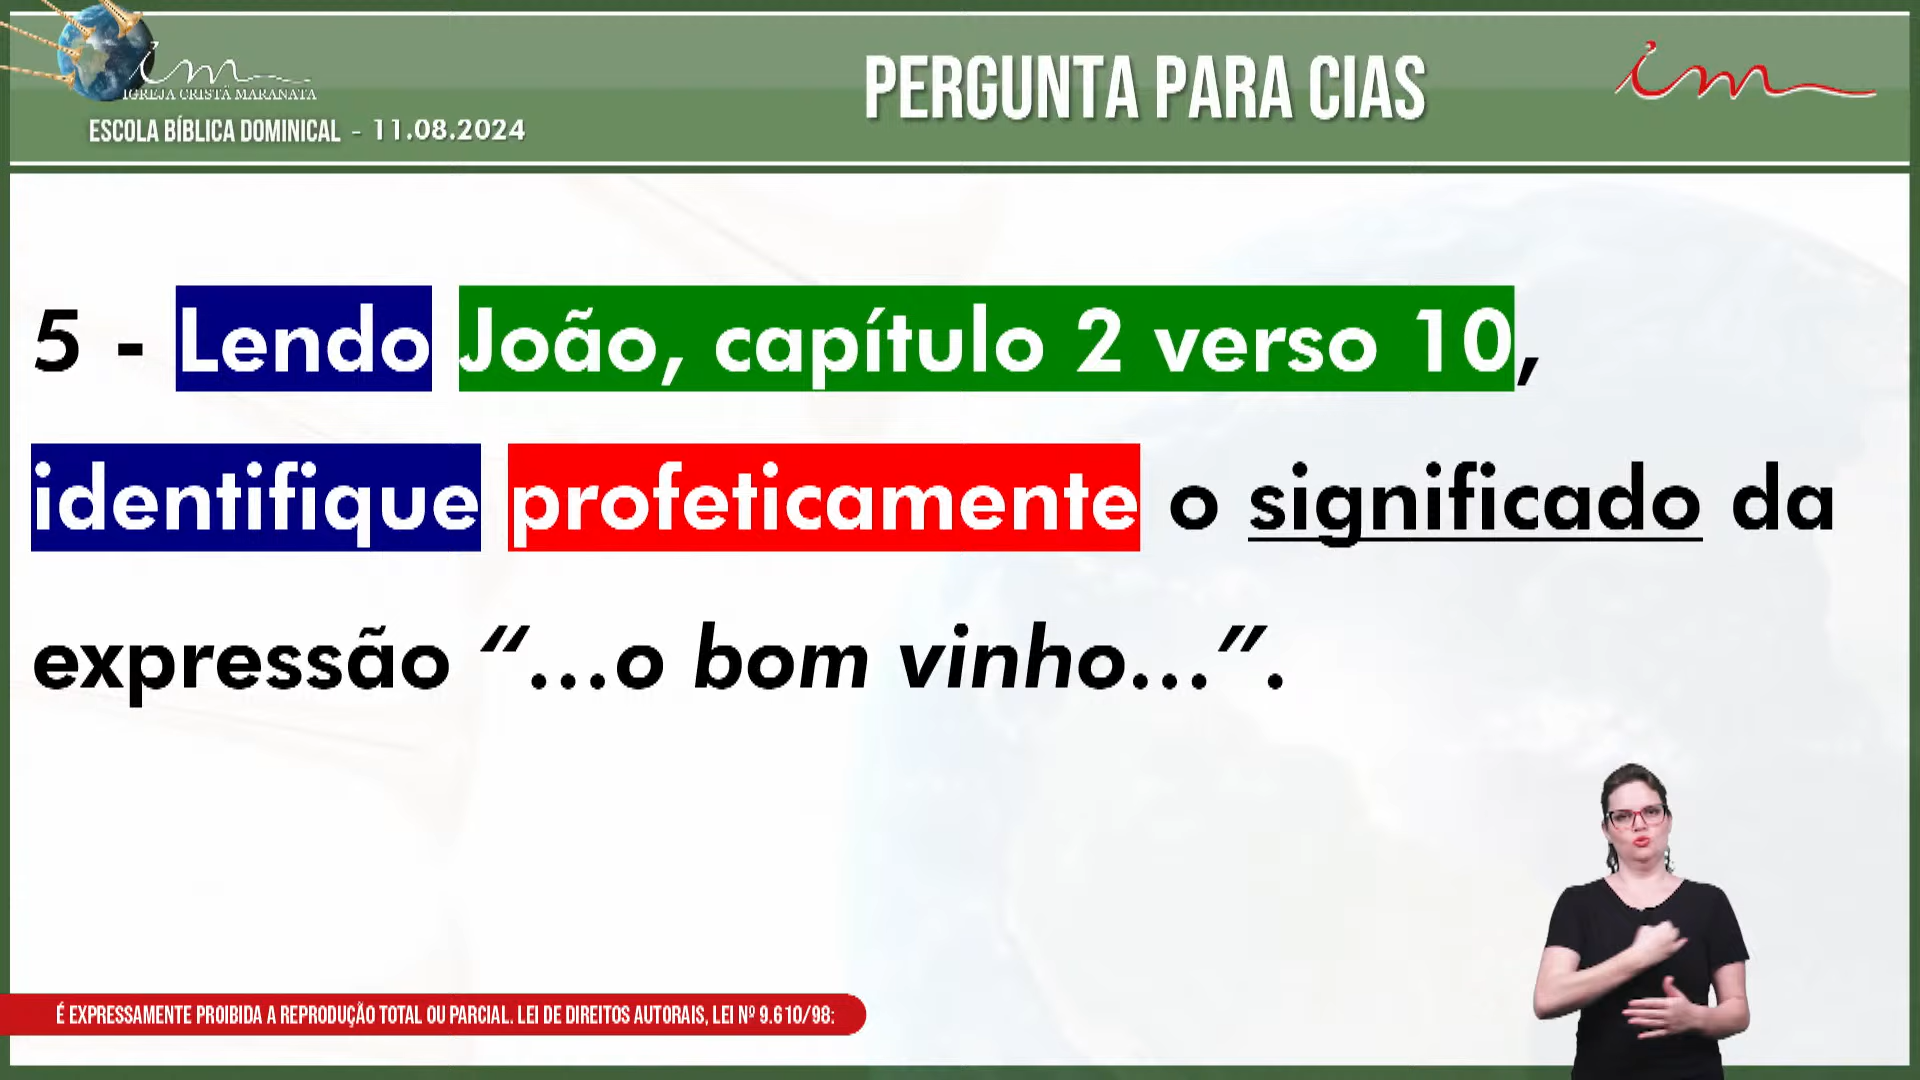 im
IGREJA CRISTÃ MARANATA
ESCOLA BÍBLICA DOMINICAL - 11.08.2024
PERGUNTA PARA CIAS
im
5 - Lendo João, capítulo 2 verso 10,
identifique profeticamente o significado da
expressão “...o bom vinho...”.
É EXPRESSAMENTE PROIBIDA A REPRODUÇÃO TOTAL OU PARCIAL. LEI DE DIREITOS AUTORAIS, LEI Nº 9.610/98: